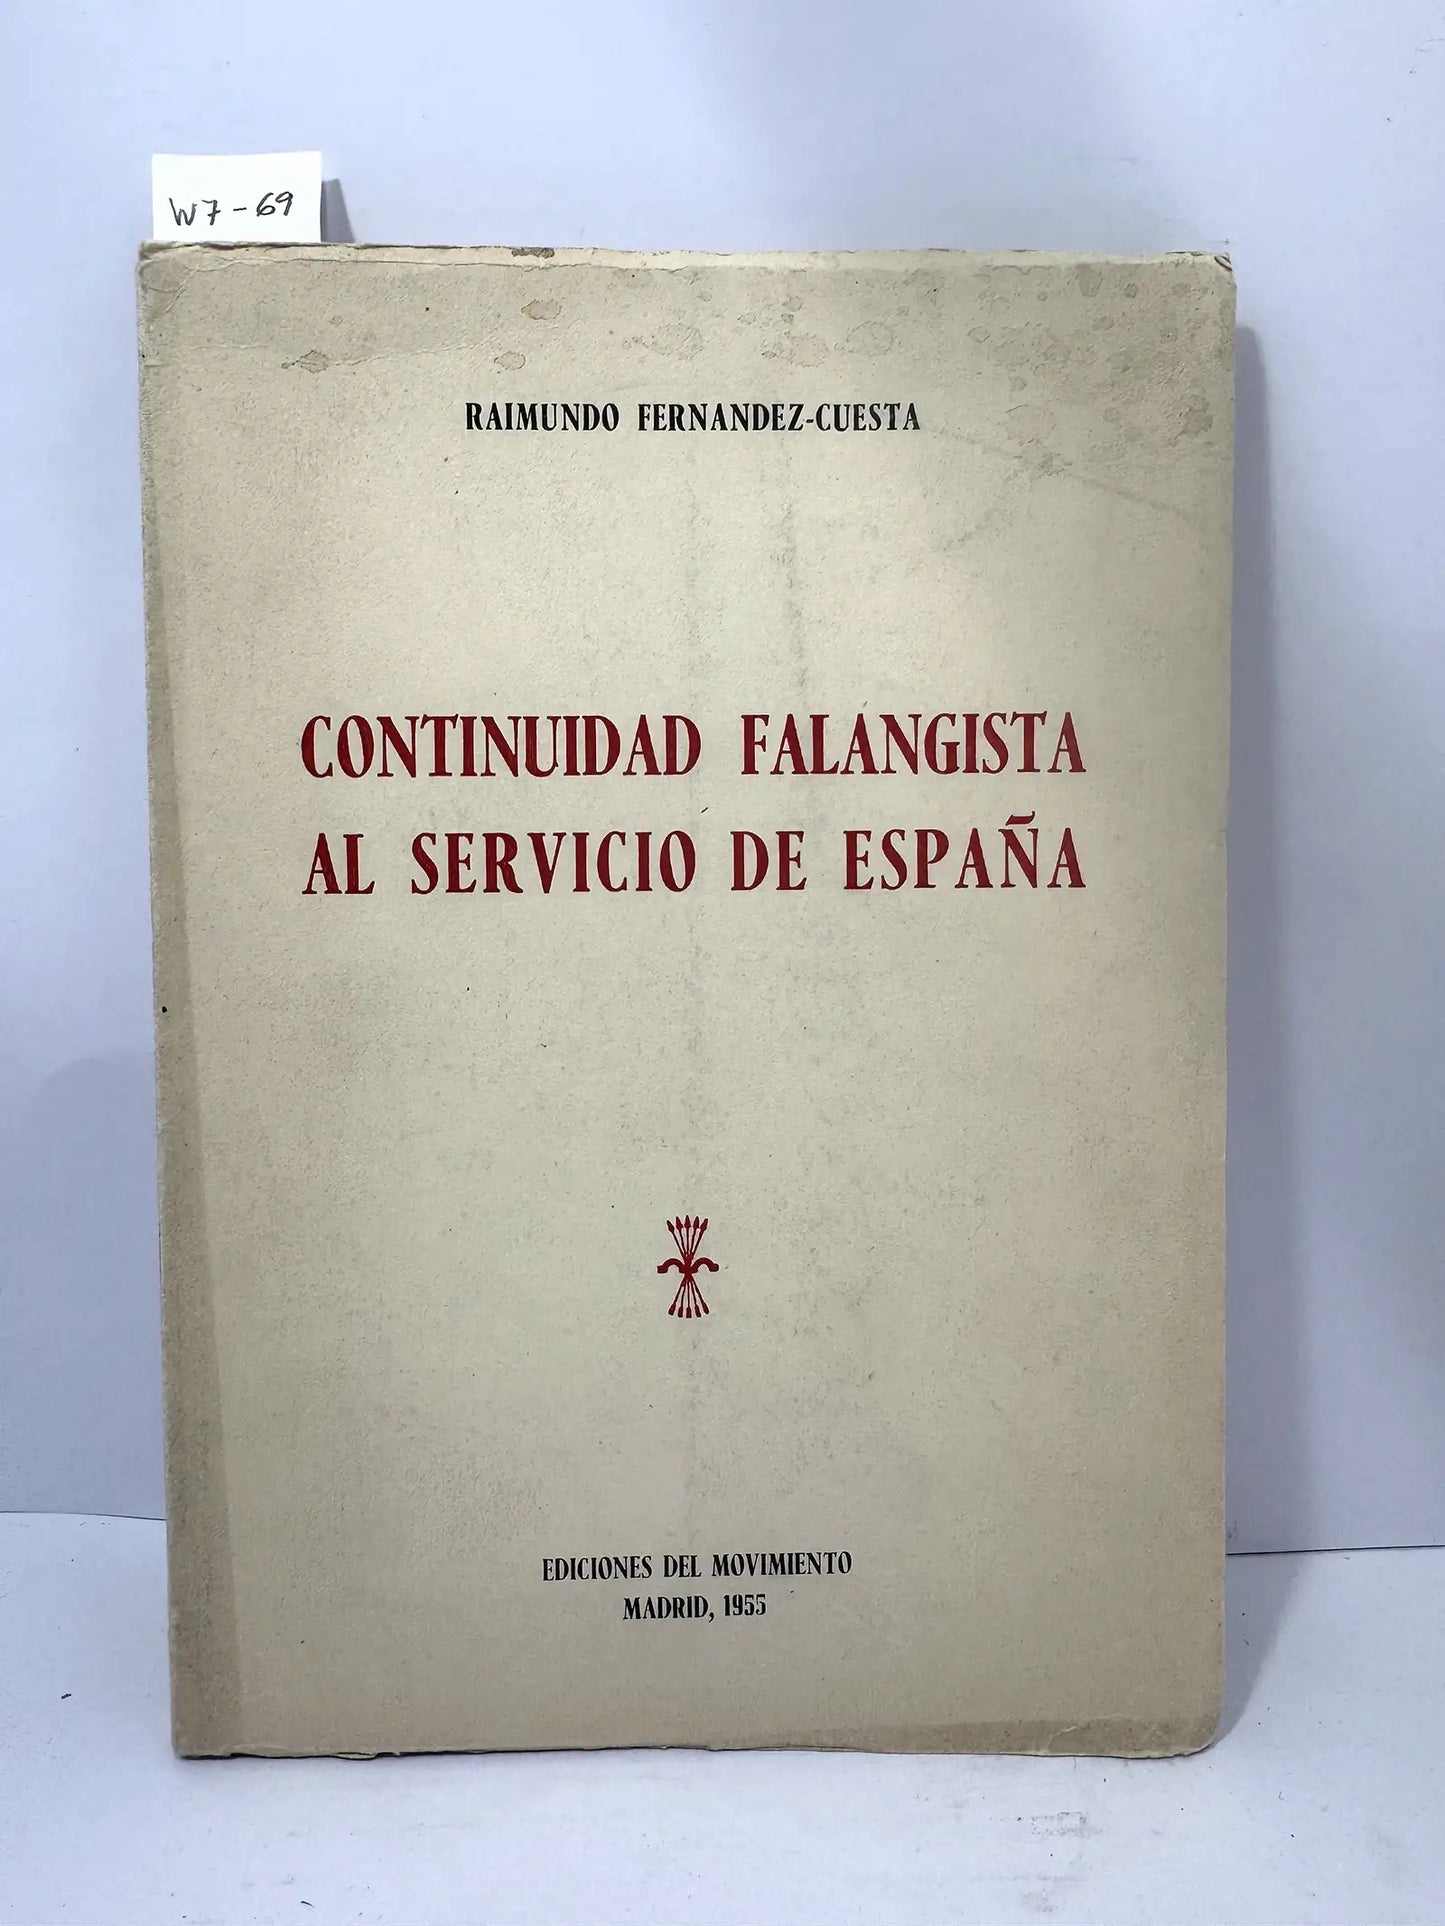 W7-69
RAIMUNDO FERNANDEZ-CUESTA
CONTINUIDAD FALANGISTA
AL SERVICIO DE ESPAÑA
EDICIONES DEL MOVIMIENTO
MADRID, 1955